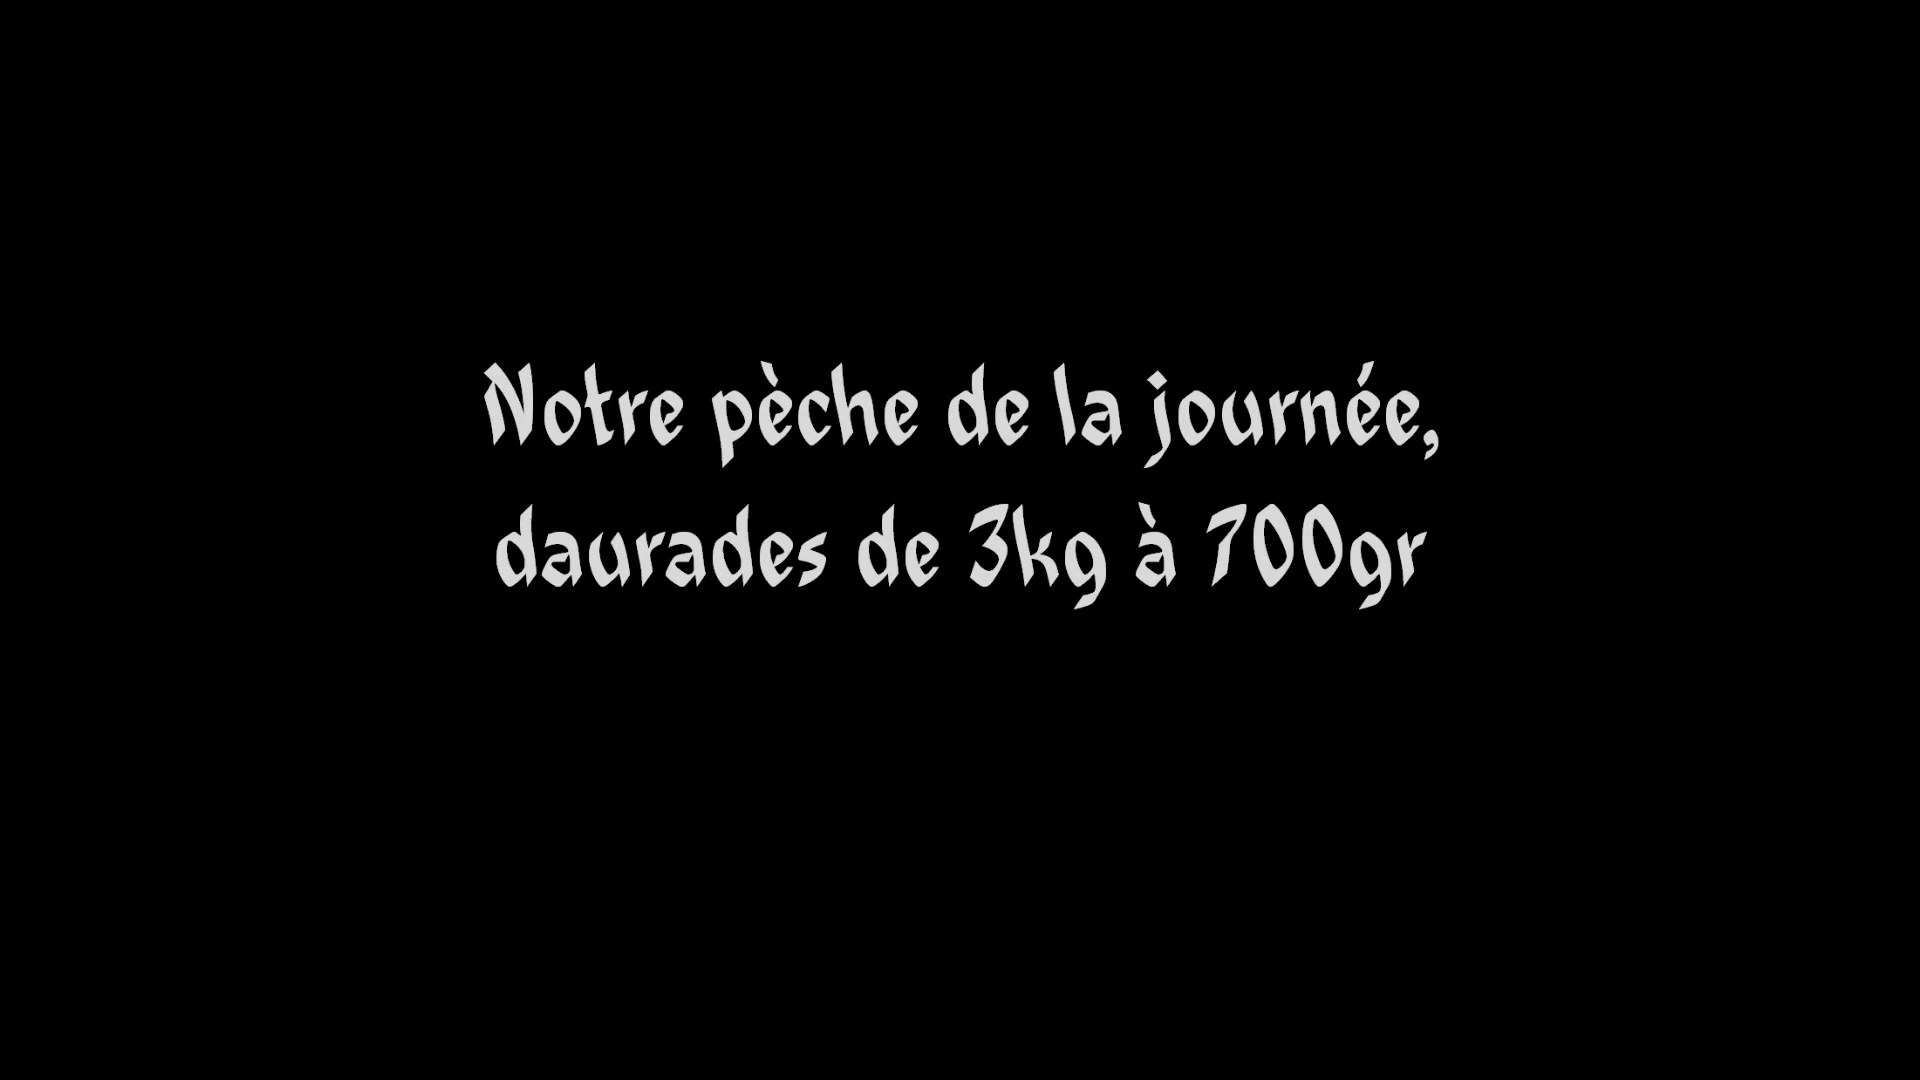 Notre pèche de la journée,
daurades de 3kg à 700gr